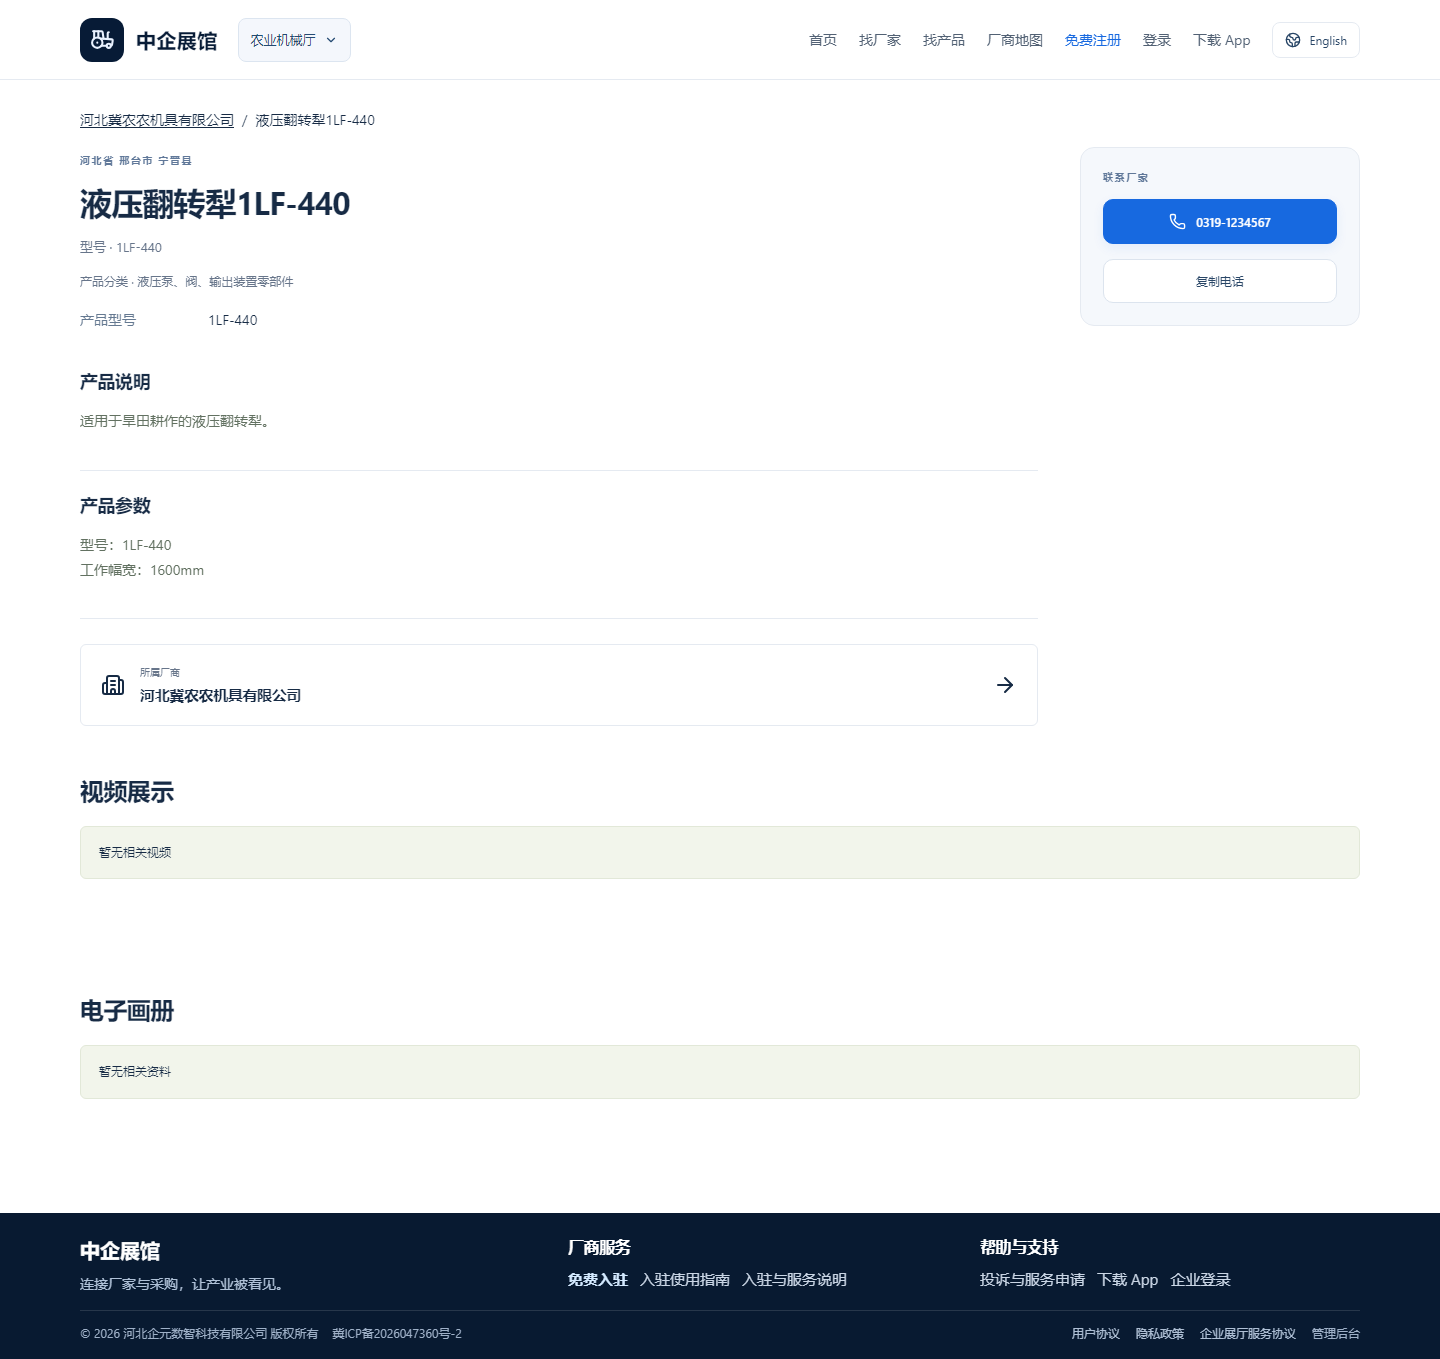 中企展馆
农业机械厅
首页 找厂家 找产品 厂商地图 免费注册 登录 下载 App English
河北冀农农机具有限公司 / 液压翻转犁1LF-440
河北省 邢台市 宁晋县
液压翻转犁1LF-440
型号 · 1LF-440
产品分类 · 液压泵、阀、输出装置零部件
产品型号 1LF-440
联系厂家
0319-1234567
复制电话
产品说明
适用于旱田耕作的液压翻转犁。
产品参数
型号：1LF-440
工作幅宽：1600mm
所属厂商
河北冀农农机具有限公司
视频展示
暂无相关视频
电子画册
暂无相关资料
中企展馆
连接厂家与采购，让产业被看见。
厂商服务
免费入驻 入驻使用指南 入驻与服务说明
帮助与支持
投诉与服务申请 下载 App 企业登录
© 2026 河北企元数智科技有限公司 版权所有 冀ICP备2026047360号-2
用户协议 隐私政策 企业展厅服务协议 管理后台